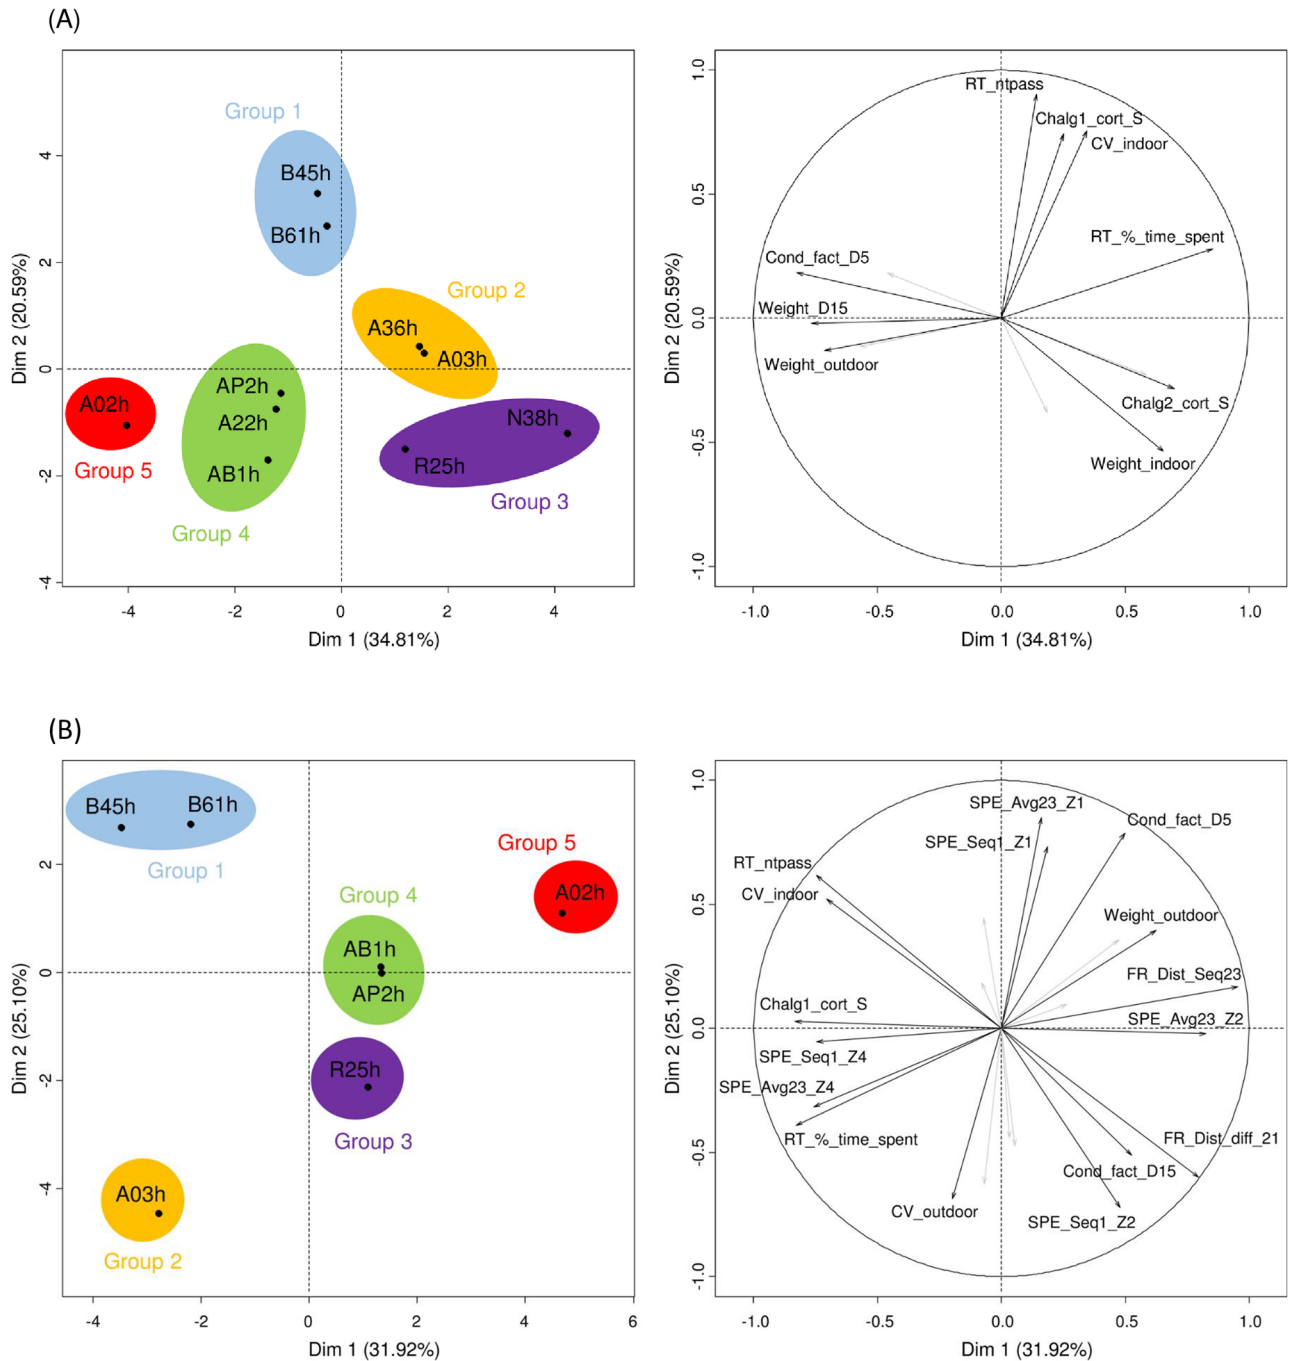 (A)
Group 1
B45h
B61h
Group 2
A36h
A03h
AP2h
A22h
AB1h
Group 4
A02h
Group 5
N38h
R25h
Group 3
4
2
0
-2
-4
Dim 2 (20.59%)
-4 -2 0 2 4
Dim 1 (34.81%)
RT_ntpass
Chalg1_cort_S
CV_indoor
RT_%_time_spent
Cond_fact_D5
Weight_D15
Weight_outdoor
Chalg2_cort_S
Weight_indoor
1.0
0.5
0.0
-0.5
-1.0
Dim 2 (20.59%)
-1.0 -0.5 0.0 0.5 1.0
Dim 1 (34.81%)
(B)
B45h
B61h
Group 1
Group 5
A02h
Group 4
AB1h
AP2h
R25h
Group 3
A03h
Group 2
2
0
-2
-4
Dim 2 (25.10%)
-4 -2 0 2 4 6
Dim 1 (31.92%)
SPE_Avg23_Z1
Cond_fact_D5
SPE_Seq1_Z1
RT_ntpass
CV_indoor
Weight_outdoor
FR_Dist_Seq23
Chalg1_cort_S
SPE_Avg23_Z2
SPE_Seq1_Z4
SPE_Avg23_Z4
RT_%_time_spent
FR_Dist_diff_21
Cond_fact_D15
CV_outdoor
SPE_Seq1_Z2
1.0
0.5
0.0
-0.5
-1.0
Dim 2 (25.10%)
-1.0 -0.5 0.0 0.5 1.0
Dim 1 (31.92%)